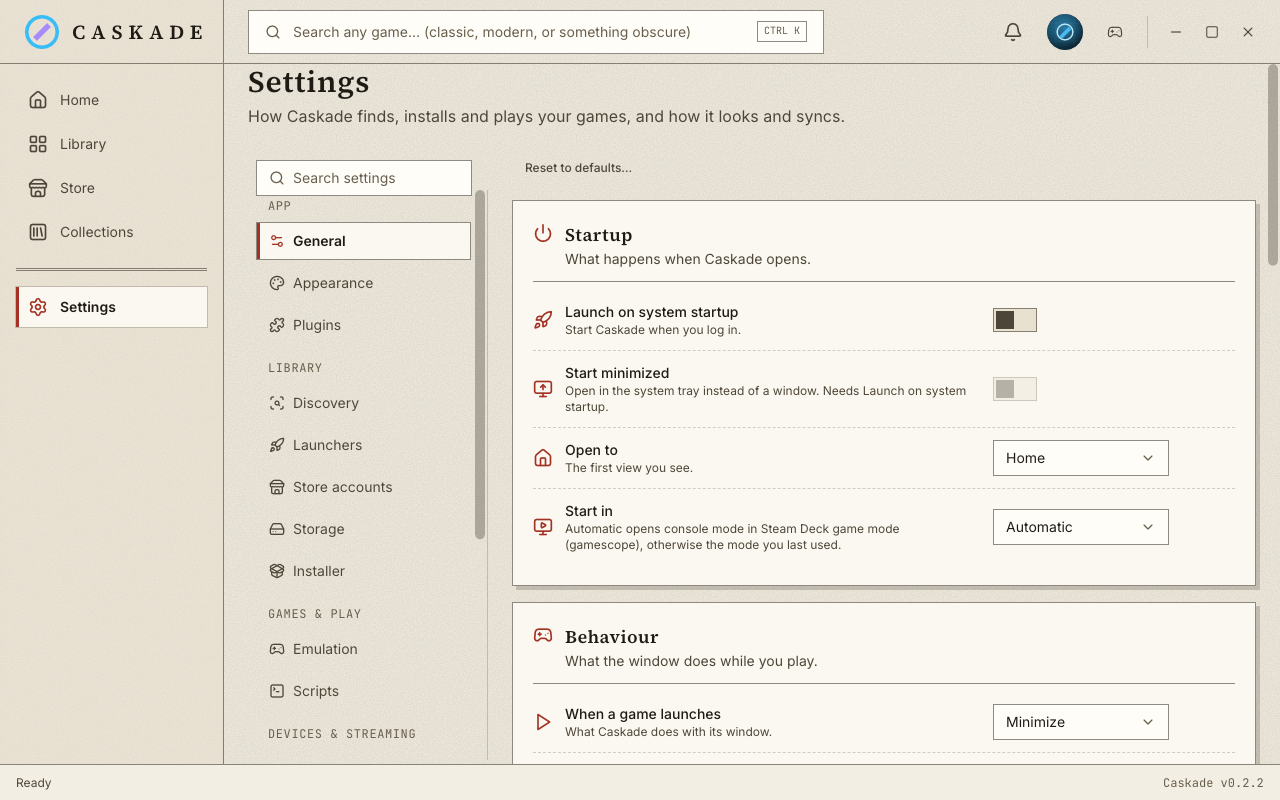 CASKADE
Search any game... (classic, modern, or something obscure)
CTRL K
Home
Library
Store
Collections
Settings
Settings
How Caskade finds, installs and plays your games, and how it looks and syncs.
Search settings
APP
General
Appearance
Plugins
LIBRARY
Discovery
Launchers
Store accounts
Storage
Installer
GAMES & PLAY
Emulation
Scripts
DEVICES & STREAMING
Reset to defaults...
Startup
What happens when Caskade opens.
Launch on system startup
Start Caskade when you log in.
Start minimized
Open in the system tray instead of a window. Needs Launch on system
startup.
Open to
The first view you see.
Home
Start in
Automatic opens console mode in Steam Deck game mode
(gamescope), otherwise the mode you last used.
Automatic
Behaviour
What the window does while you play.
When a game launches
What Caskade does with its window.
Minimize
Ready
Caskade v0.2.2